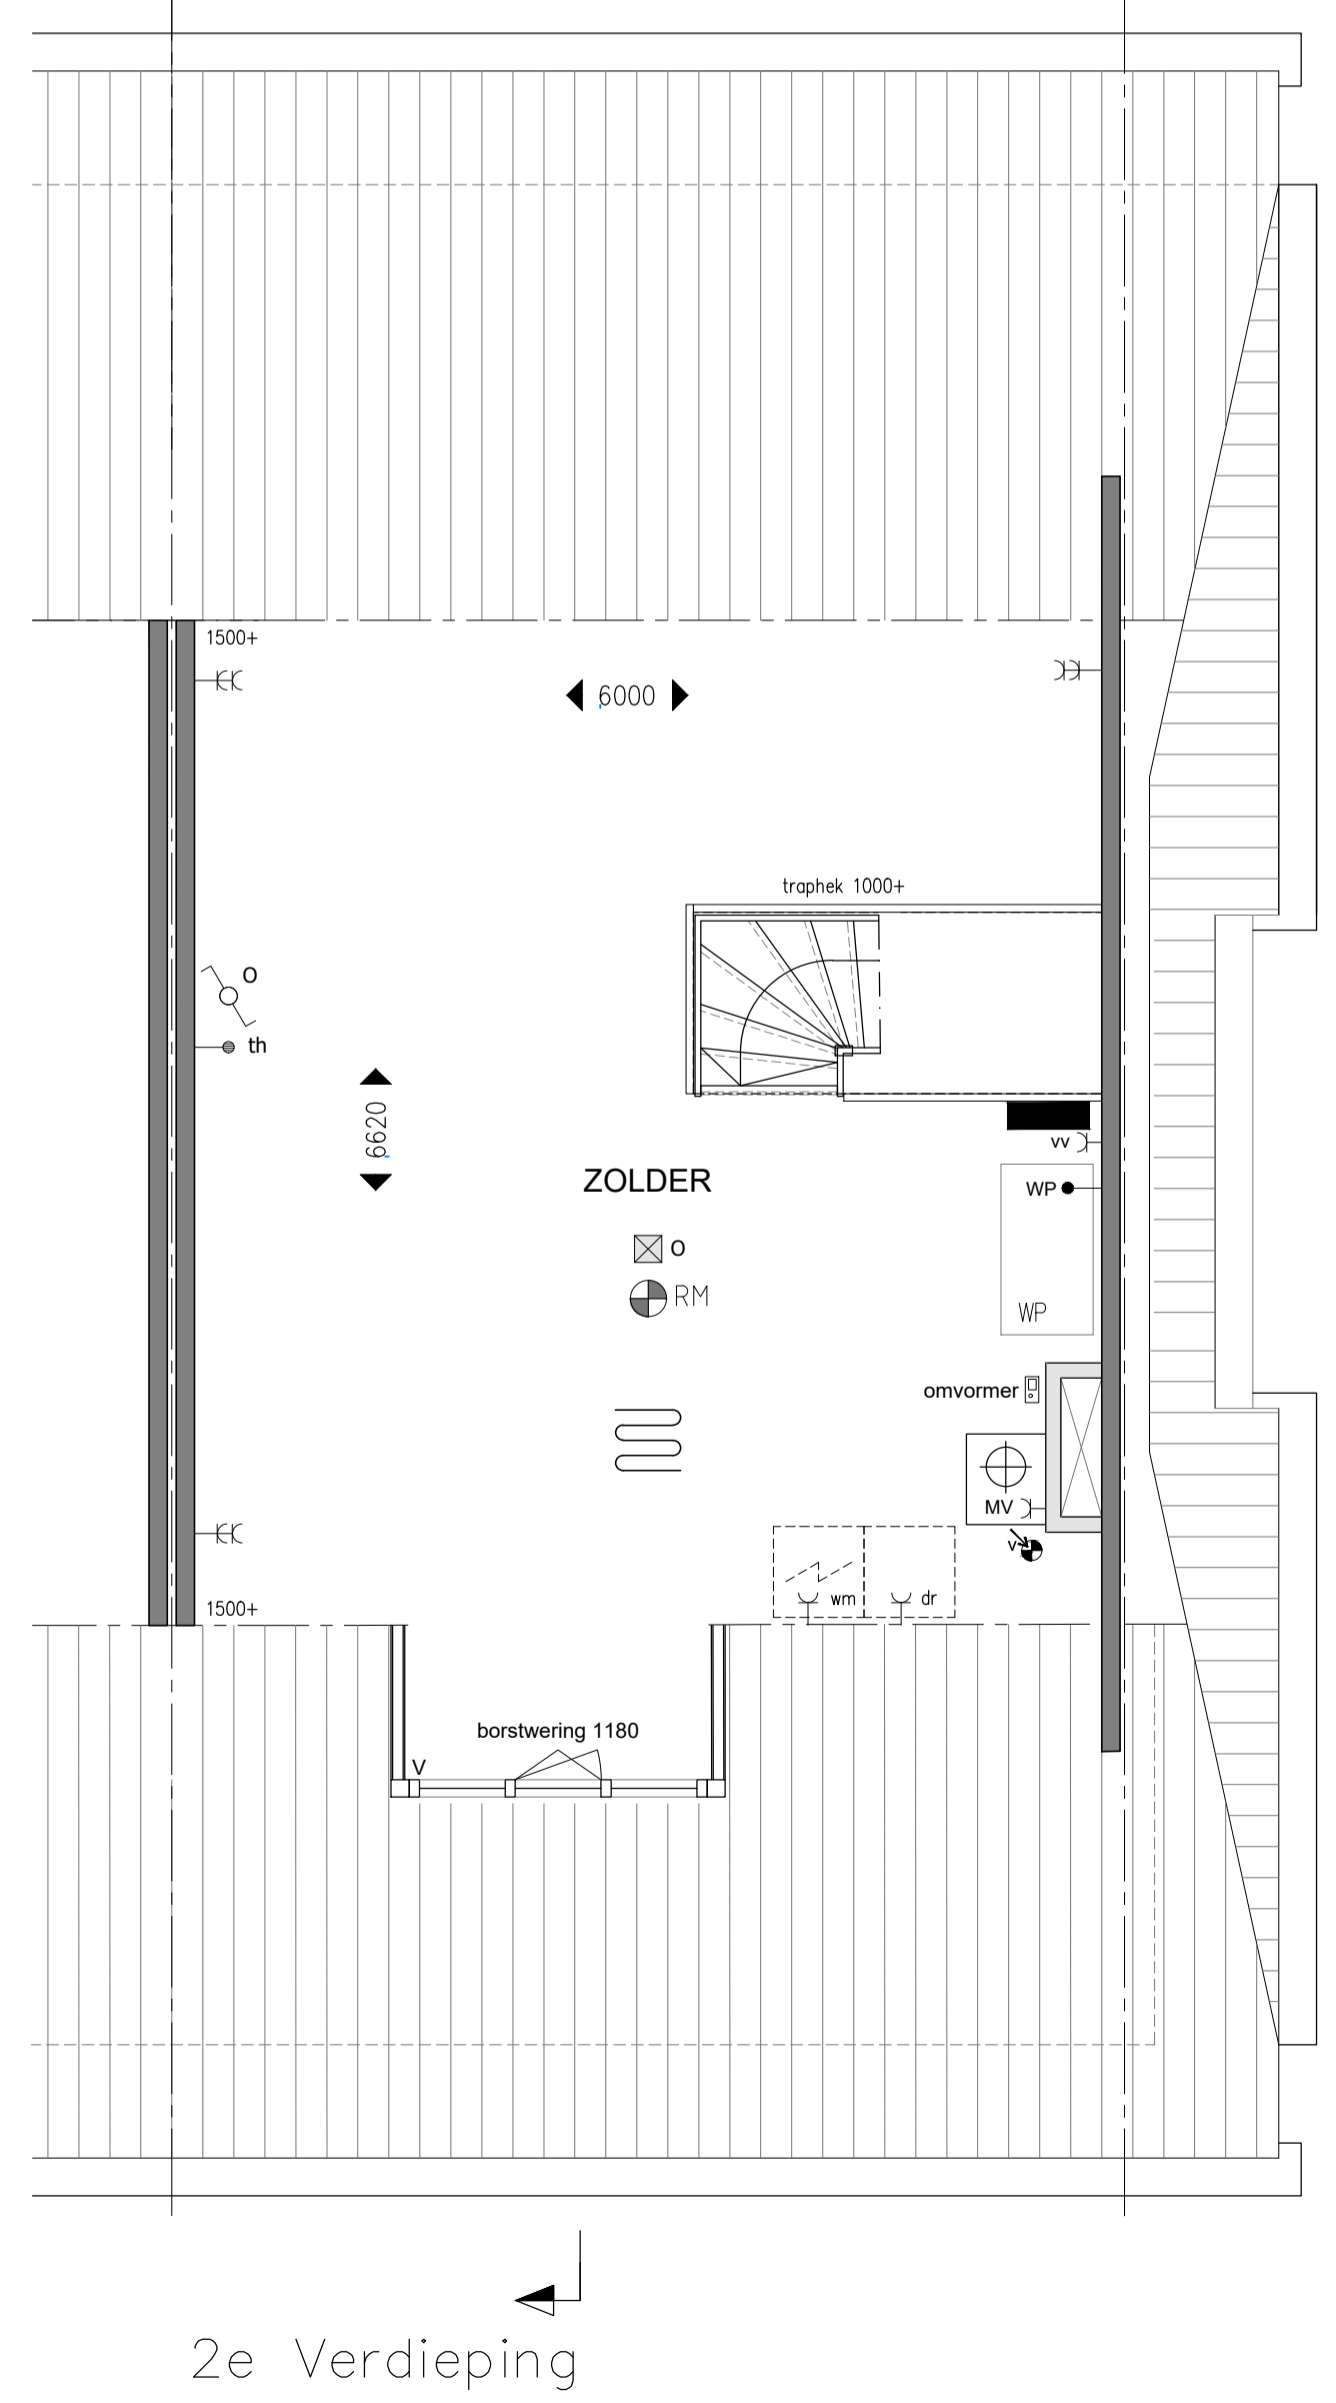 1500+
6000
traphek 1000+
O
th
6620
vv
ZOLDER
WP
O
RM
WP
omvormer
MV
v
wm
dr
1500+
borstwering 1180
V
2e Verdieping